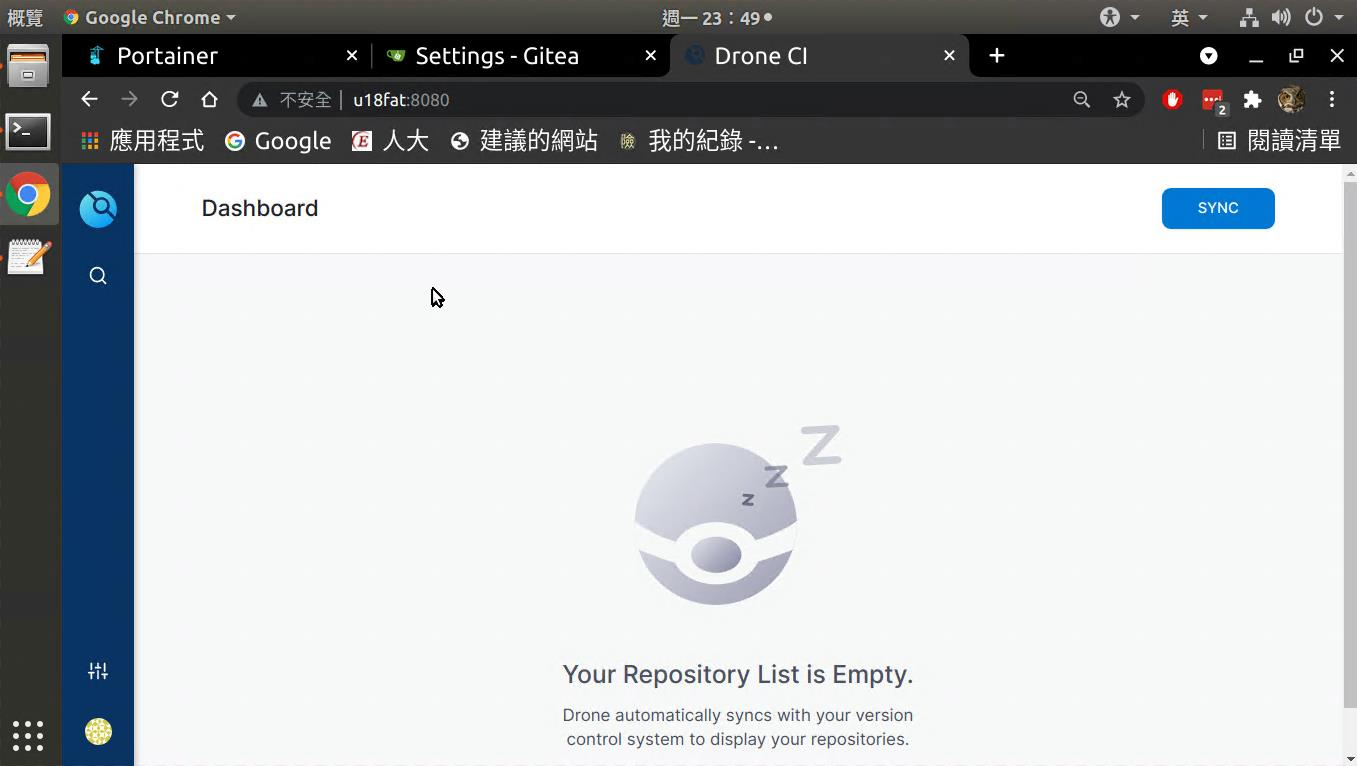 概覽 Google Chrome 週一 23：49 英
Portainer Settings - Gitea Drone CI
不安全 u18fat:8080 2
應用程式 Google 人大 建議的網站 我的紀錄 -... 閱讀清單
Dashboard SYNC
z z z
Your Repository List is Empty.
Drone automatically syncs with your version
control system to display your repositories.